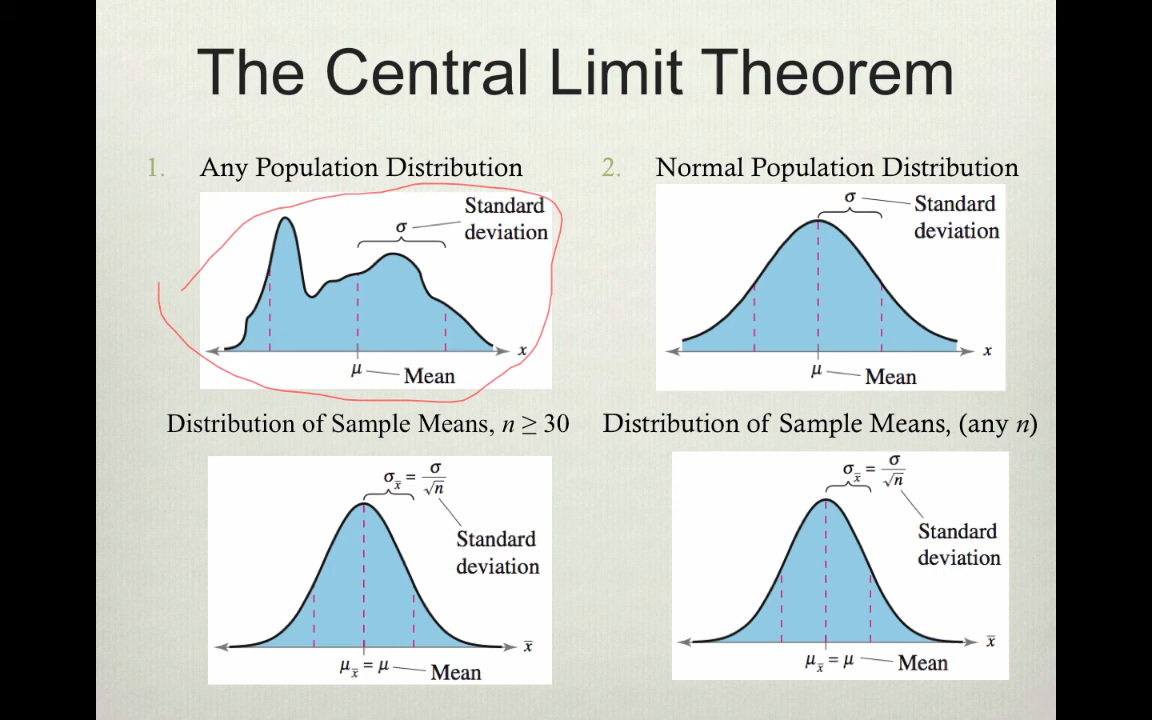 The Central Limit Theorem
1. Any Population Distribution
σ
Standard
deviation
x
μ
Mean
2. Normal Population Distribution
σ
Standard
deviation
x
μ
Mean
Distribution of Sample Means, n ≥ 30
σx̄ = σ/√n
Standard
deviation
x̄
μx̄ = μ
Mean
Distribution of Sample Means, (any n)
σx̄ = σ/√n
Standard
deviation
x̄
μx̄ = μ
Mean